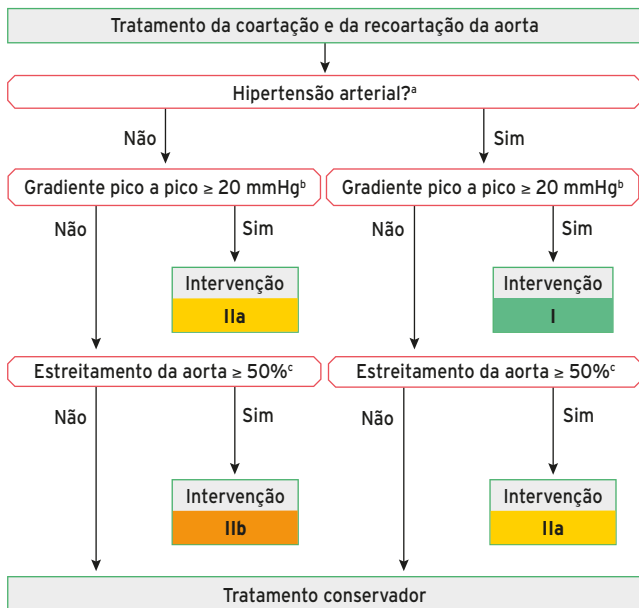 Tratamento da coartação e da recoartação da aorta
Hipertensão arterial?ª
Não
Sim
Gradiente pico a pico ≥ 20 mmHgᵇ
Gradiente pico a pico ≥ 20 mmHgᵇ
Não
Sim
Não
Sim
Intervenção
IIa
Intervenção
I
Estreitamento da aorta ≥ 50%ᶜ
Estreitamento da aorta ≥ 50%ᶜ
Não
Sim
Não
Sim
Intervenção
IIb
Intervenção
IIa
Tratamento conservador